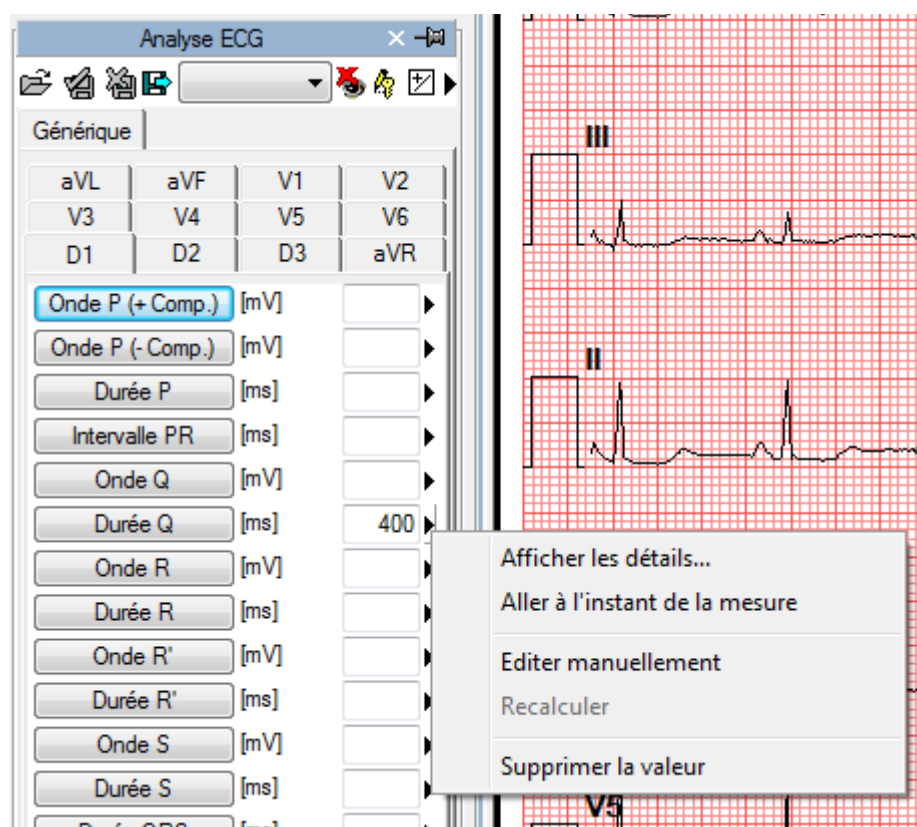 Analyse ECG
Générique
aVL aVF V1 V2
V3 V4 V5 V6
D1 D2 D3 aVR
Onde P (+ Comp.) [mV]
Onde P (- Comp.) [mV]
Durée P [ms]
Intervalle PR [ms]
Onde Q [mV]
Durée Q [ms] 400
Onde R [mV]
Durée R [ms]
Onde R' [mV]
Durée R' [ms]
Onde S [mV]
Durée S [ms]
III
II
Afficher les détails...
Aller à l'instant de la mesure
Editer manuellement
Recalculer
Supprimer la valeur
V5